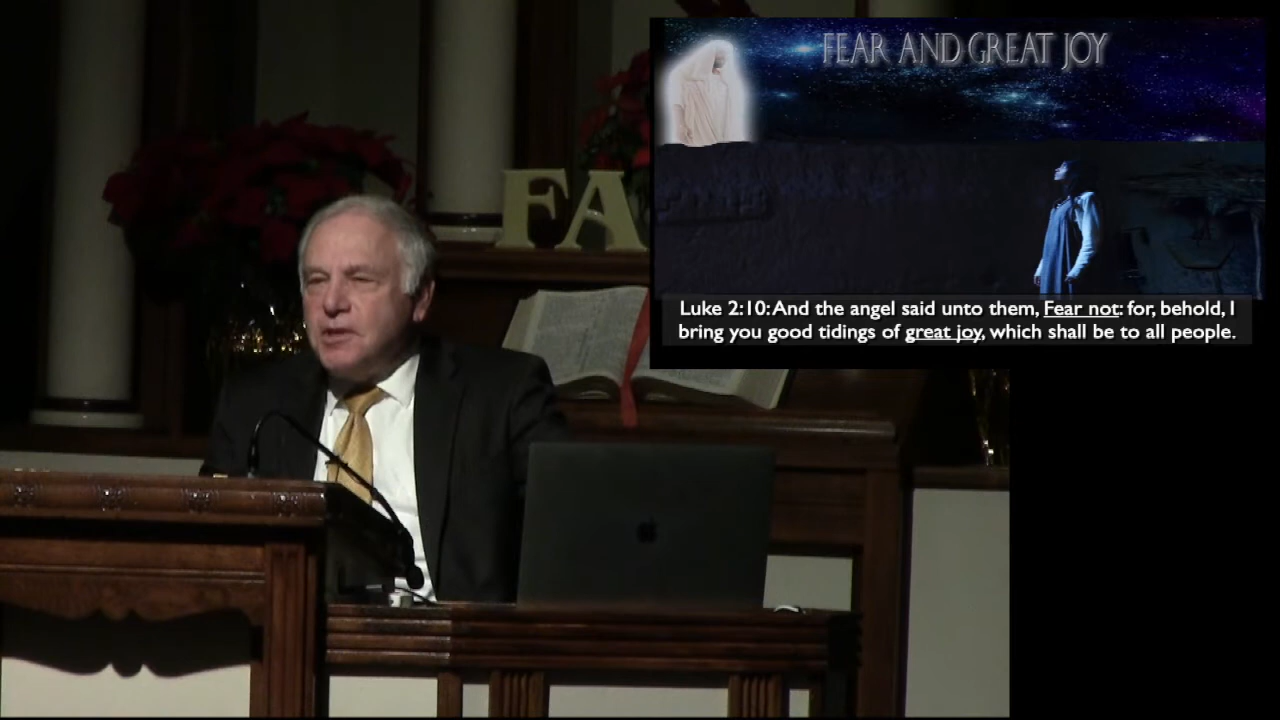 FEAR AND GREAT JOY
FA
Luke 2:10: And the angel said unto them, Fear not: for, behold, I
bring you good tidings of great joy, which shall be to all people.